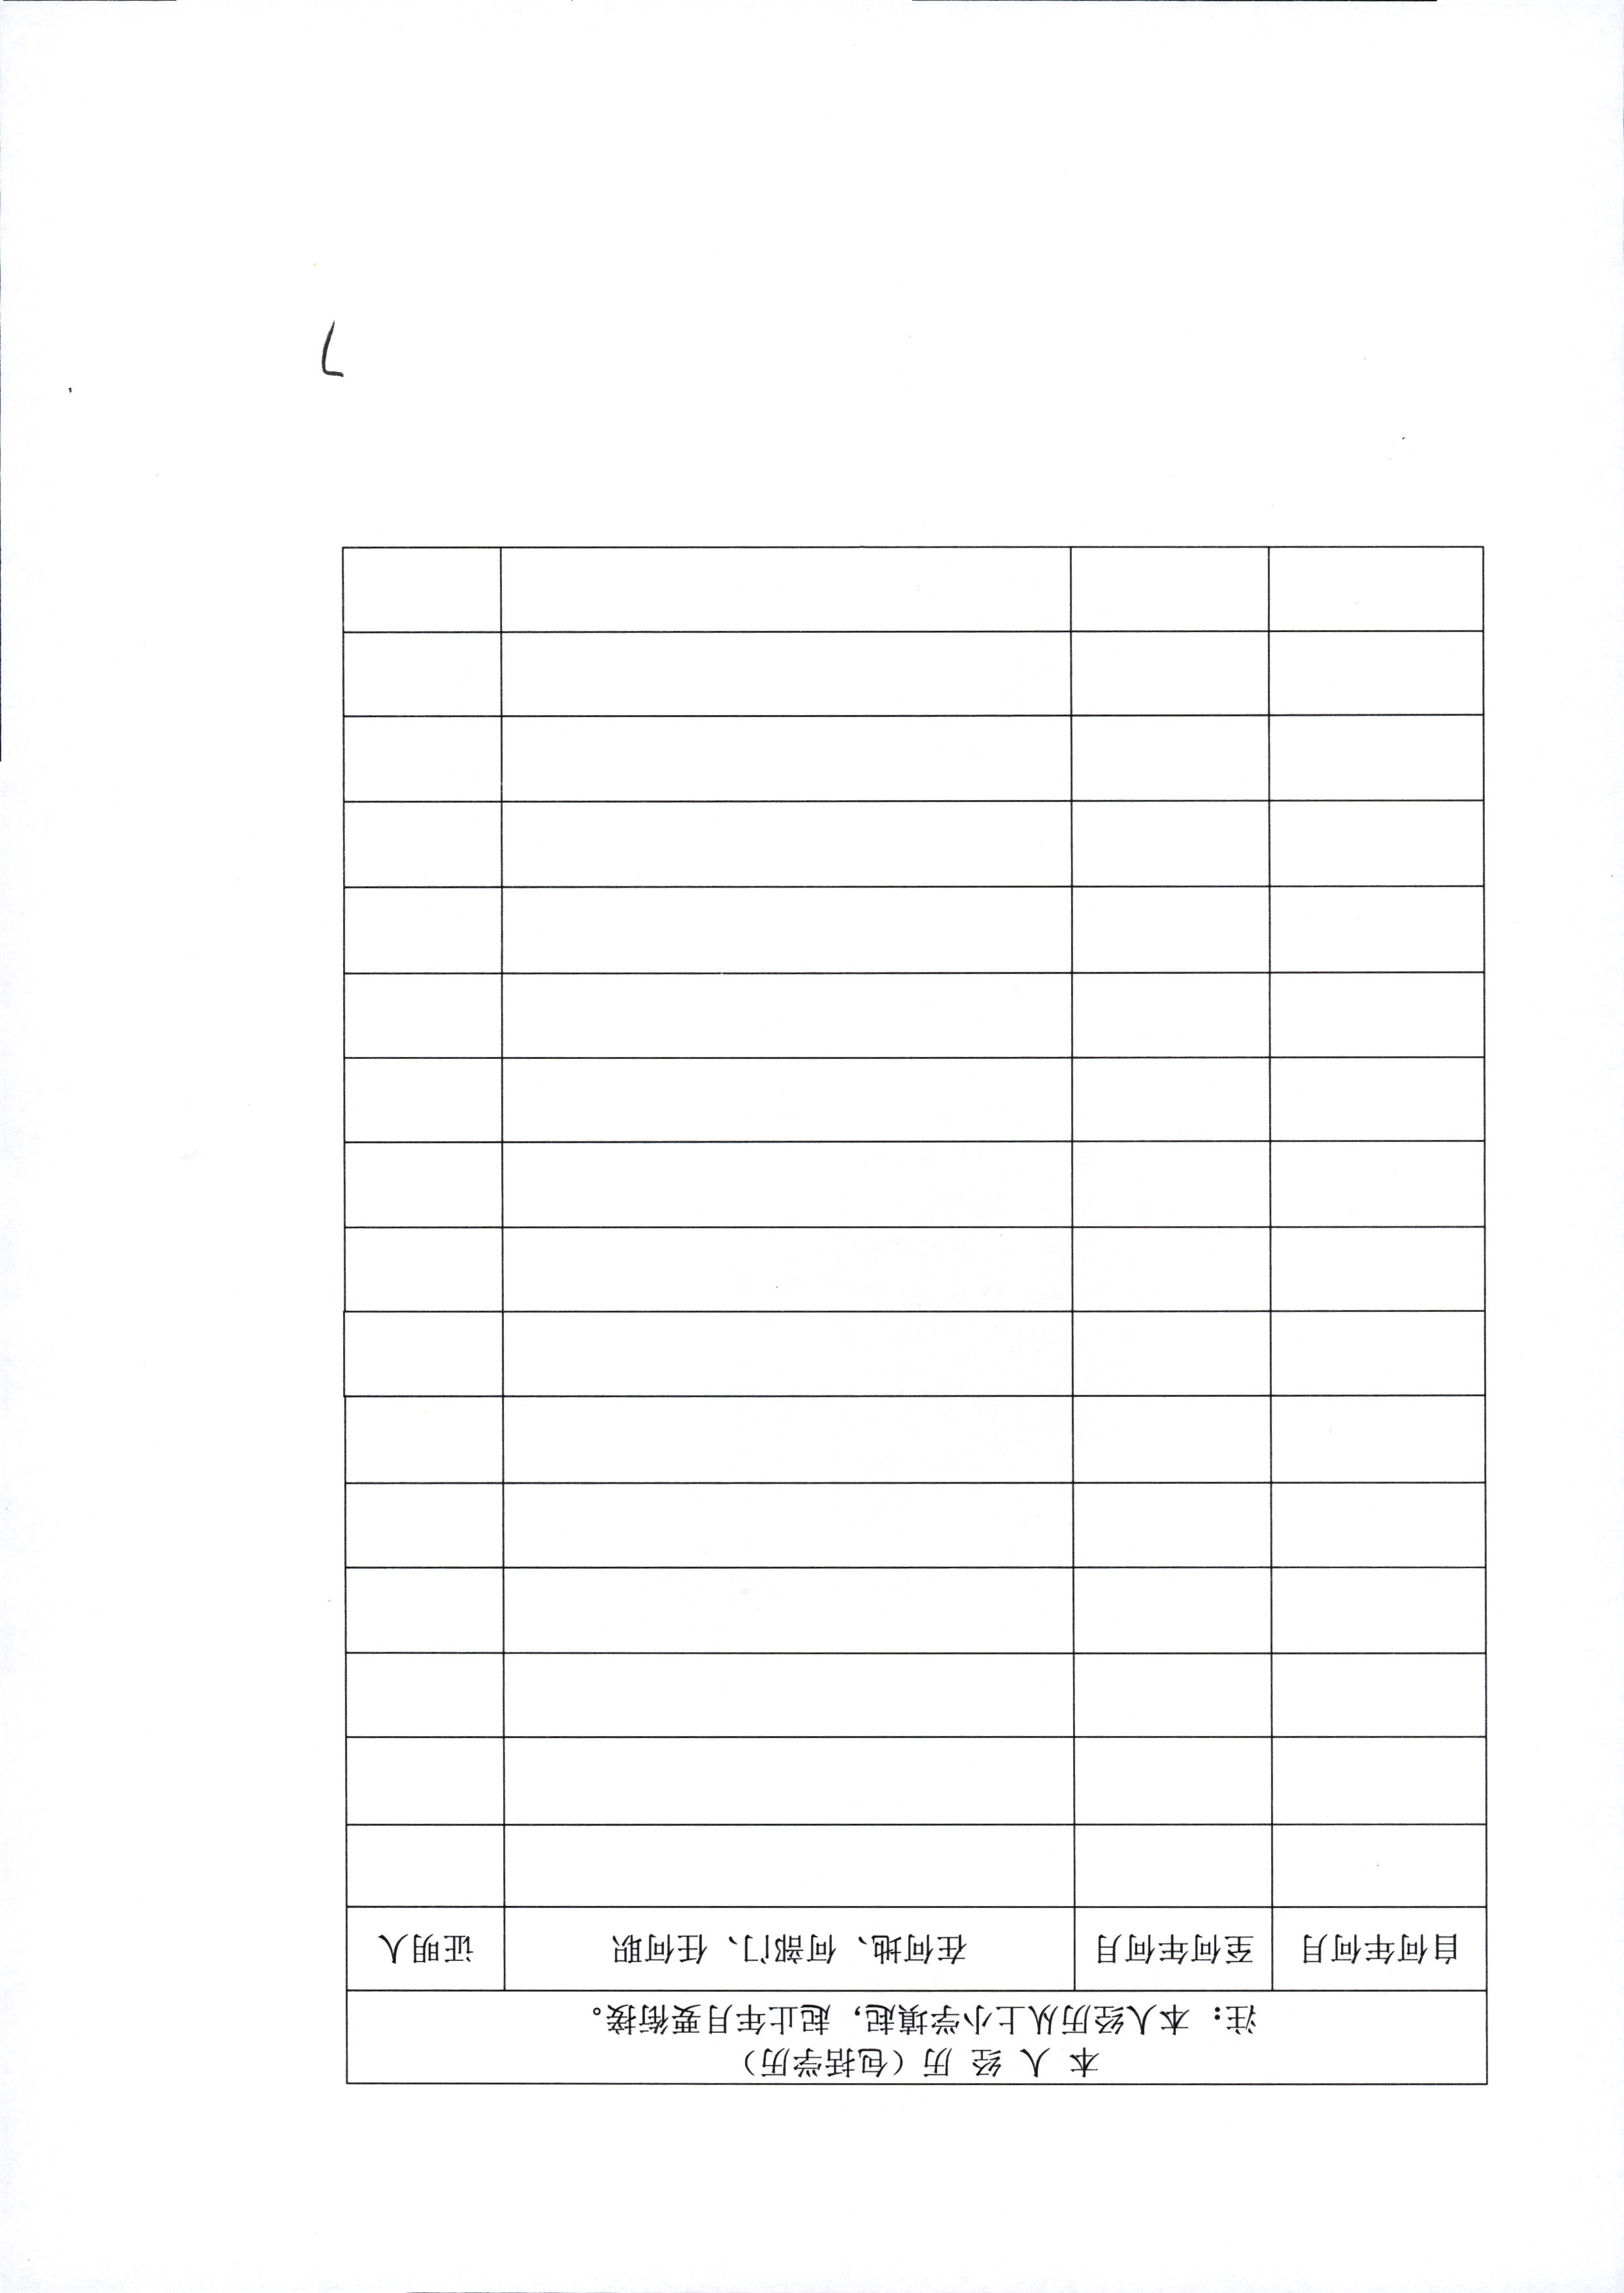 本 人 经 历（包括学历）
注：本人经历从上小学填起，起止年月要衔接。
自何年何月 至何年何月 在何地、何部门、任何职 证明人
7